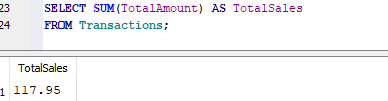 23 SELECT SUM(TotalAmount) AS TotalSales
24 FROM Transactions;
TotalSales
1 117.95